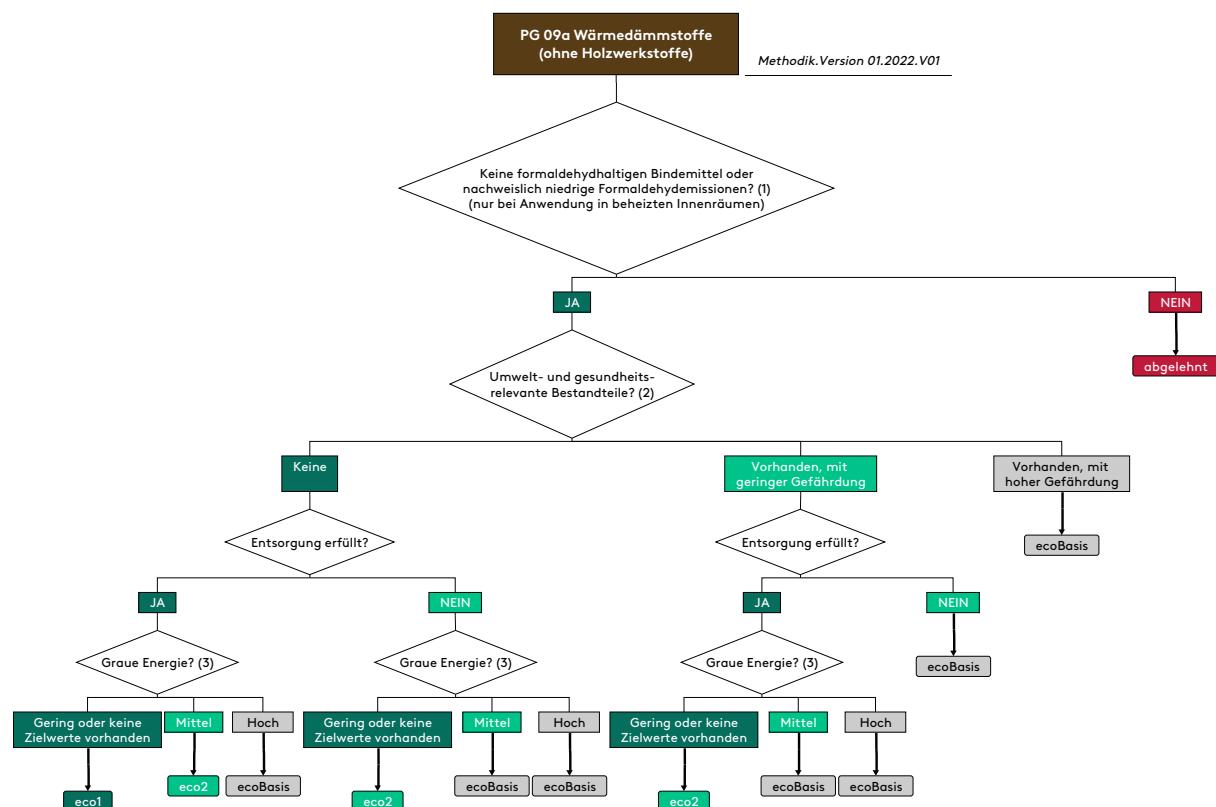 PG 09a Wärmedämmstoffe
(ohne Holzwerkstoffe)
Methodik.Version 01.2022.V01
Keine formaldehydhaltigen Bindemittel oder
nachweislich niedrige Formaldehydemissionen? (1)
(nur bei Anwendung in beheizten Innenräumen)
JA
NEIN
abgelehnt
Umwelt- und gesundheits-
relevante Bestandteile? (2)
Keine
Vorhanden, mit
geringer Gefährdung
Vorhanden, mit
hoher Gefährdung
ecoBasis
Entsorgung erfüllt?
Entsorgung erfüllt?
JA
NEIN
JA
NEIN
ecoBasis
Graue Energie? (3)
Graue Energie? (3)
Graue Energie? (3)
Gering oder keine
Zielwerte vorhanden
Mittel
Hoch
Gering oder keine
Zielwerte vorhanden
Mittel
Hoch
Gering oder keine
Zielwerte vorhanden
Mittel
Hoch
eco1
eco2
ecoBasis
eco2
ecoBasis
ecoBasis
eco2
ecoBasis
ecoBasis